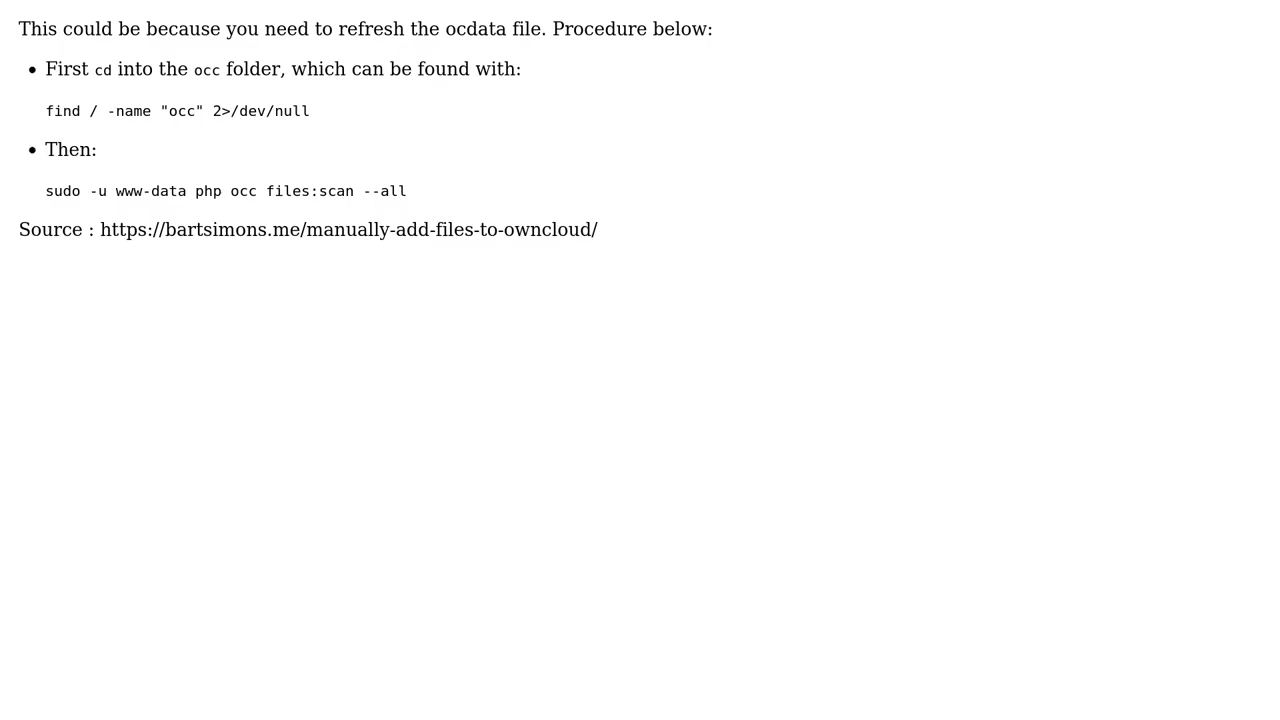 This could be because you need to refresh the ocdata file. Procedure below:
• First cd into the occ folder, which can be found with:
find / -name "occ" 2>/dev/null
• Then:
sudo -u www-data php occ files:scan --all
Source : https://bartsimons.me/manually-add-files-to-owncloud/